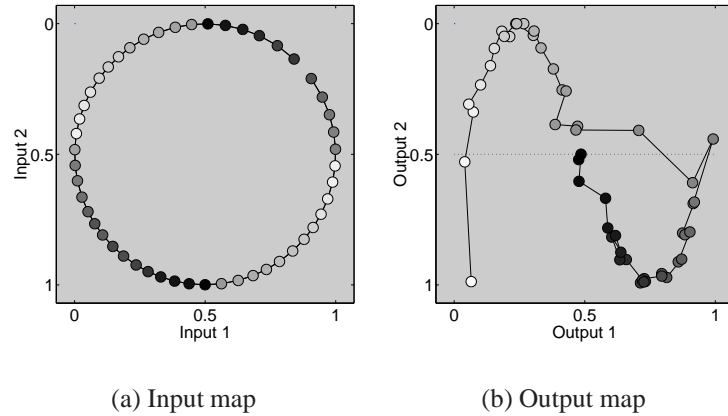 0
0.5
1
Input 2
0 0.5 1
Input 1
(a) Input map
0
0.5
1
Output 2
0 0.5 1
Output 1
(b) Output map